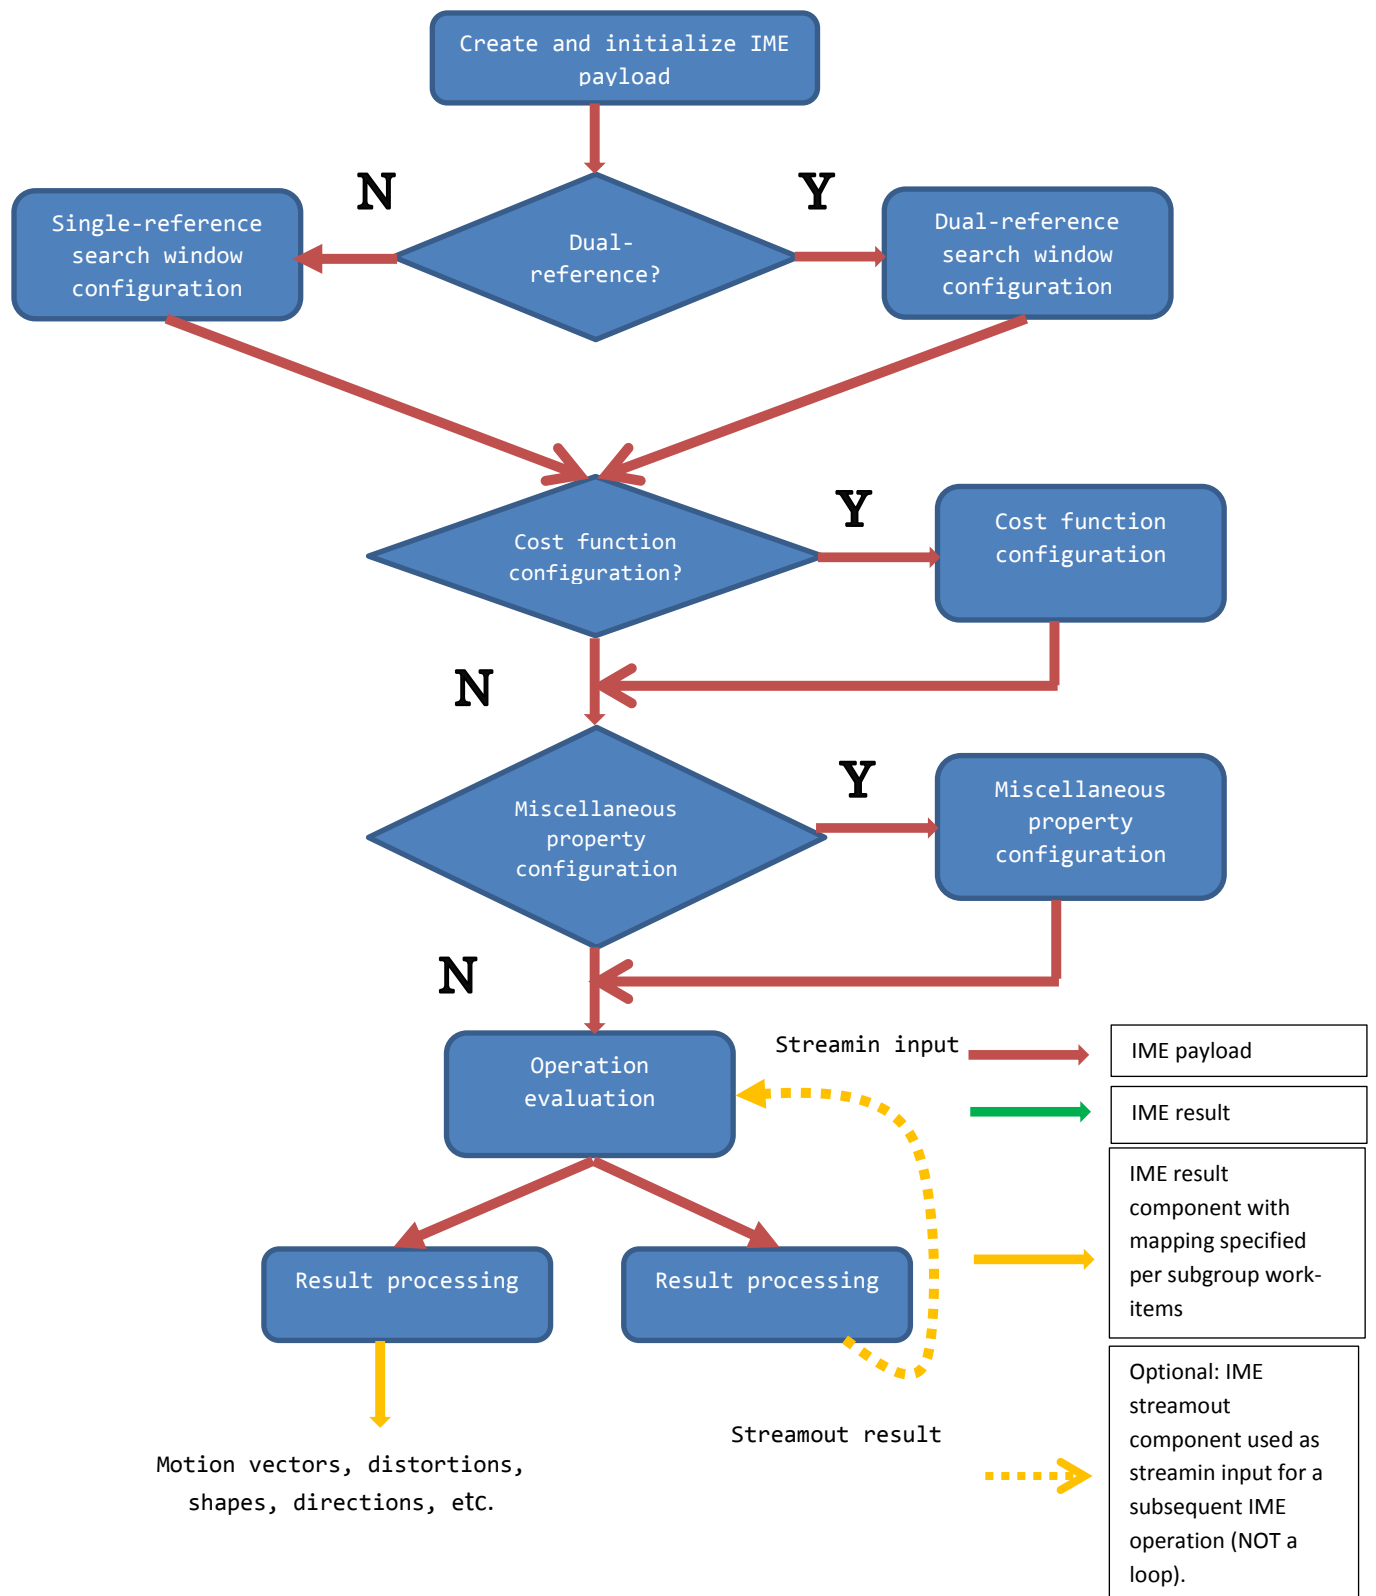 Create and initialize IME
payload
N
Y
Single-reference
search window
configuration
Dual-
reference?
Dual-reference
search window
configuration
Cost function
configuration?
Y
Cost function
configuration
N
Miscellaneous
property
configuration
Y
Miscellaneous
property
configuration
N
Operation
evaluation
Streamin input
IME payload
IME result
IME result
component with
mapping specified
per subgroup work-
items
Result processing
Result processing
Streamout result
Motion vectors, distortions,
shapes, directions, etc.
Optional: IME
streamout
component used as
streamin input for a
subsequent IME
operation (NOT a
loop).